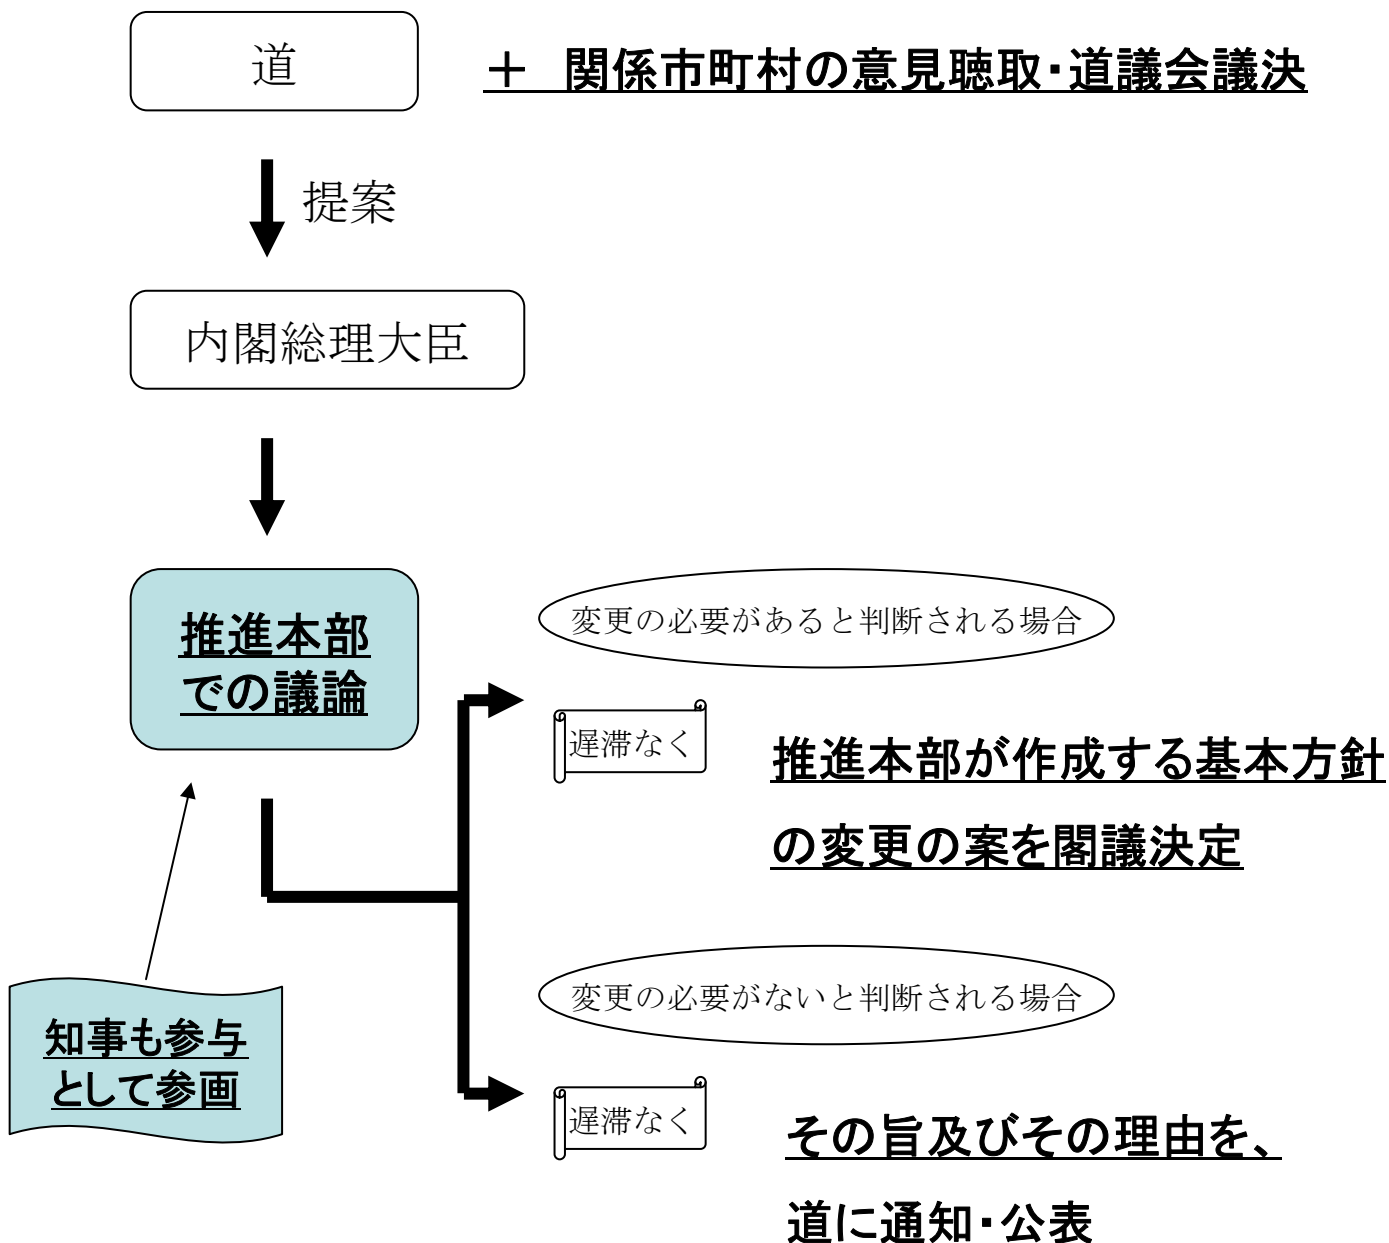 道
＋　関係市町村の意見聴取・道議会議決
提案
内閣総理大臣
推進本部
での議論
変更の必要があると判断される場合
遅滞なく
推進本部が作成する基本方針
の変更の案を閣議決定
変更の必要がないと判断される場合
知事も参与
として参画
遅滞なく
その旨及びその理由を、
道に通知・公表